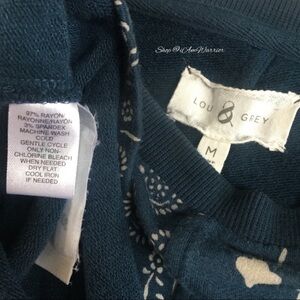 Shop @iAmWarrior
LOU & GREY
M
97% RAYON/
RAYONNE/RAYÓN
3% SPANDEX
MACHINE WASH
COLD
GENTLE CYCLE
ONLY NON-
CHLORINE BLEACH
WHEN NEEDED
DRY FLAT
COOL IRON
IF NEEDED